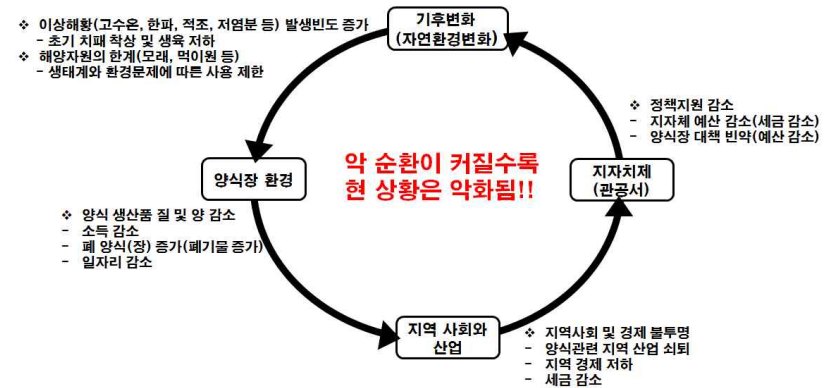 기후변화
(자연환경변화)
❖ 이상해황(고수온, 한파, 적조, 저염분 등) 발생빈도 증가
- 초기 치패 착상 및 생육 저하
❖ 해양자원의 한계(모래, 먹이원 등)
- 생태계와 환경문제에 따른 사용 제한
❖ 정책지원 감소
- 지자체 예산 감소(세금 감소)
- 양식장 대책 빈약(예산 감소)
악 순환이 커질수록
현 상황은 악화됨!!
양식장 환경
지자치제
(관공서)
❖ 양식 생산품 질 및 양 감소
- 소득 감소
- 폐 양식(장) 증가(폐기물 증가)
- 일자리 감소
지역 사회와
산업
❖ 지역사회 및 경제 불투명
- 양식관련 지역 산업 쇠퇴
- 지역 경제 저하
- 세금 감소